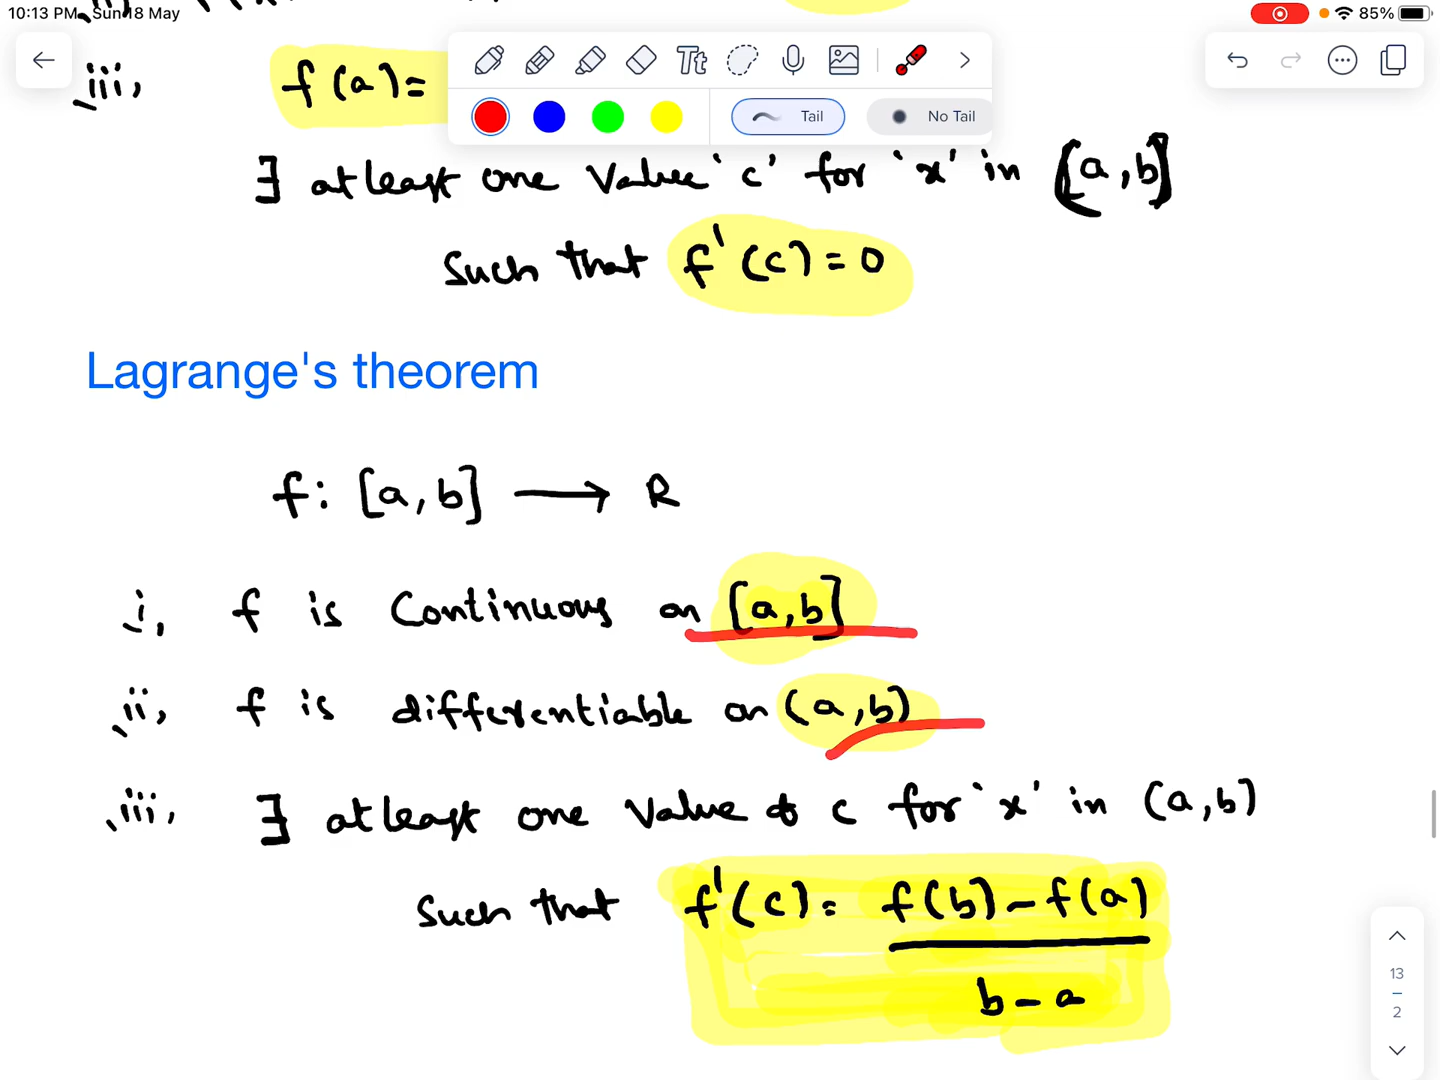 10:13 PM Sun 18 May
85%
Tt
Tail
No Tail
iii, f(a)=
∃ atleast one value 'c' for 'x' in [a,b]
Such that f'(c)=0
Lagrange's theorem
f: [a,b] ⟶ R
i, f is Continuous on [a,b]
ii, f is differentiable on (a,b)
iii, ∃ atleast one value of c for 'x' in (a,b)
Such that f'(c) = f(b)-f(a)
b-a
13
2